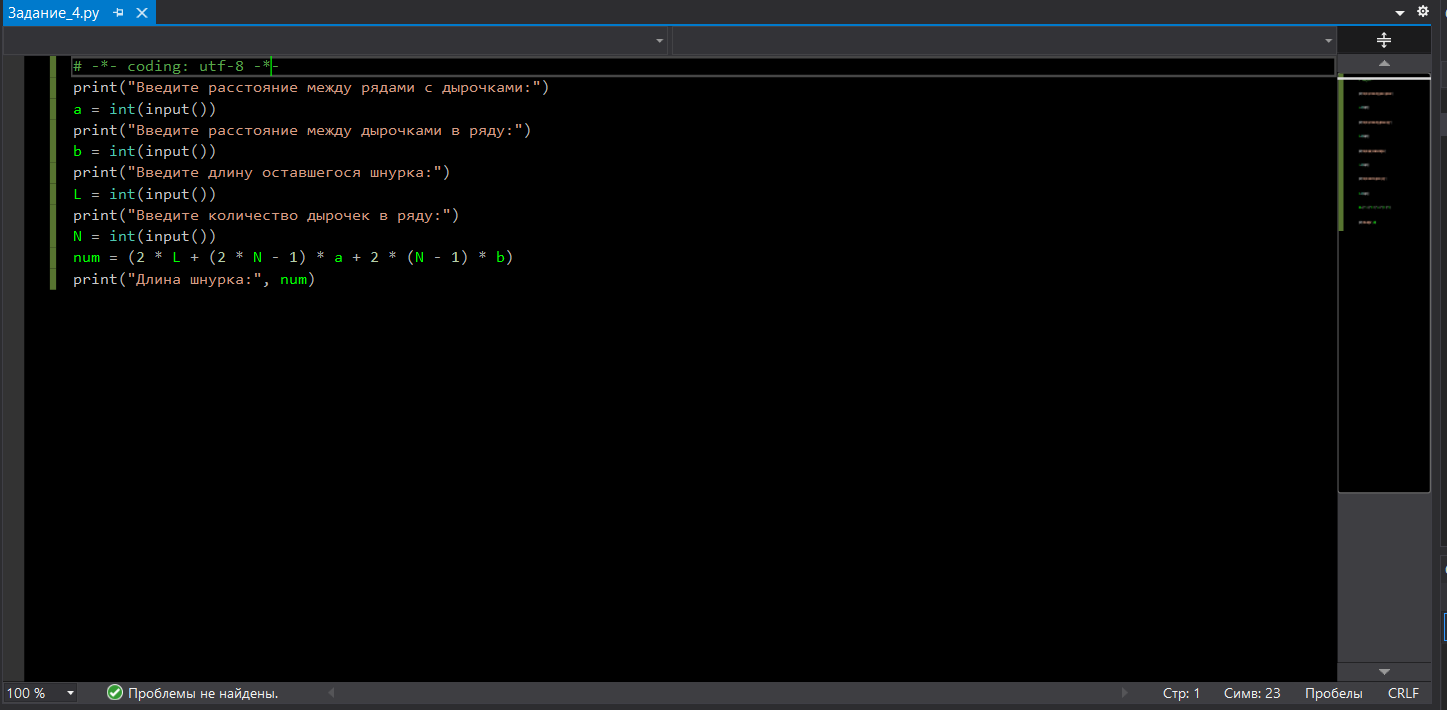 Задание_4.py
# -*- coding: utf-8 -*-
print("Введите расстояние между рядами с дырочками:")
a = int(input())
print("Введите расстояние между дырочками в ряду:")
b = int(input())
print("Введите длину оставшегося шнурка:")
L = int(input())
print("Введите количество дырочек в ряду:")
N = int(input())
num = (2 * L + (2 * N - 1) * a + 2 * (N - 1) * b)
print("Длина шнурка:", num)
100 % Проблемы не найдены. Стр: 1 Симв: 23 Пробелы CRLF